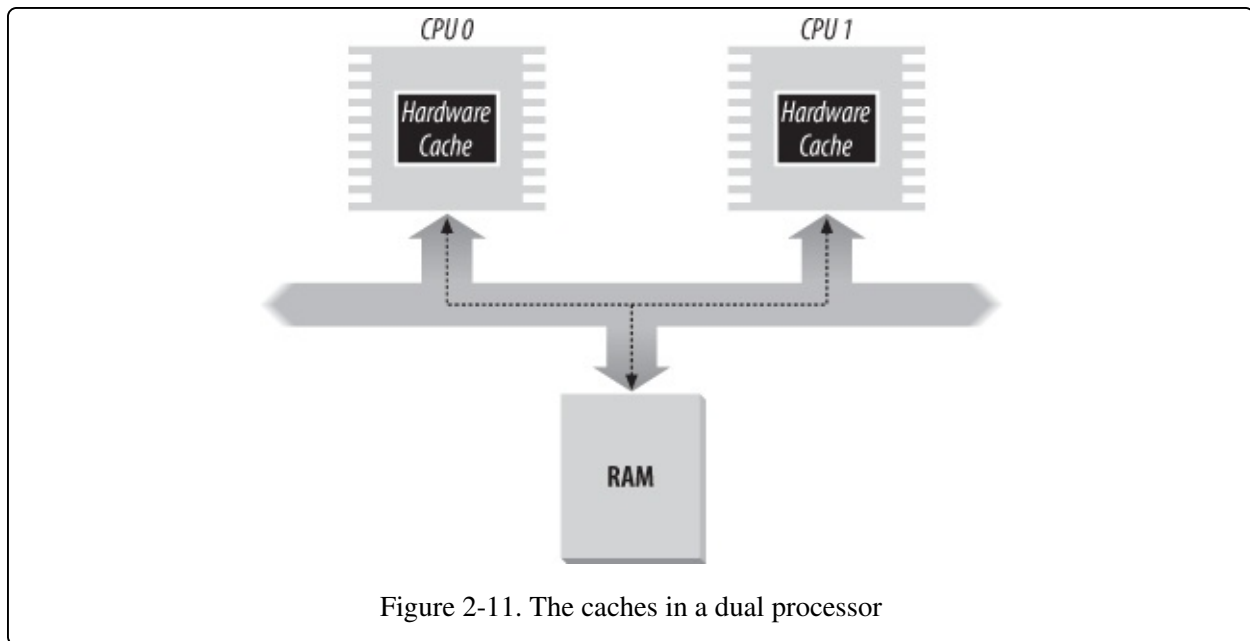 CPU 0
CPU 1
Hardware
Cache
Hardware
Cache
RAM
Figure 2-11. The caches in a dual processor